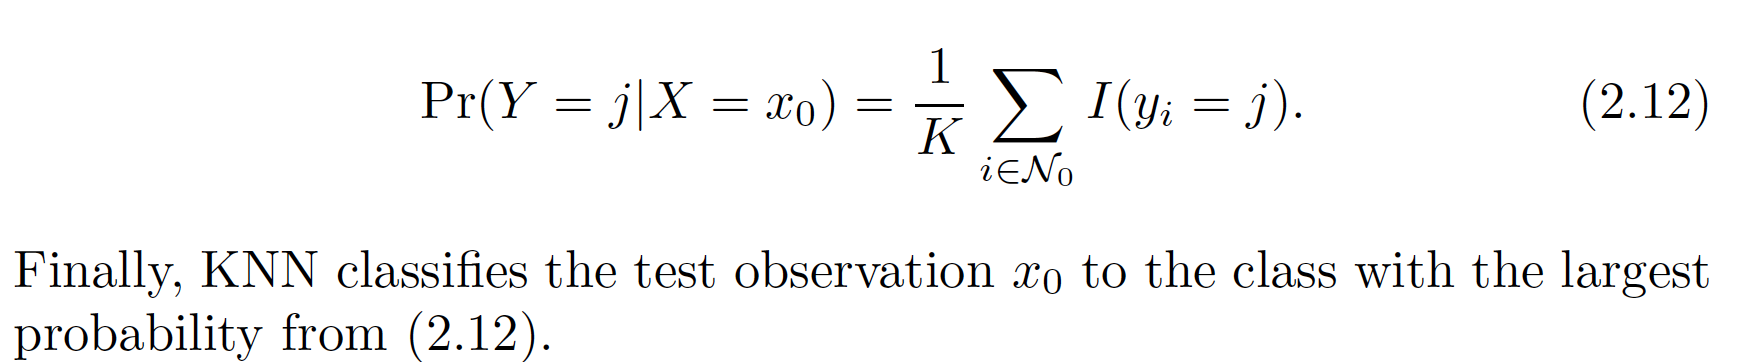 Pr(Y = j|X = x₀) = 1/K ∑_{i∈𝒩₀} I(yᵢ = j). (2.12)
Finally, KNN classifies the test observation x₀ to the class with the largest
probability from (2.12).